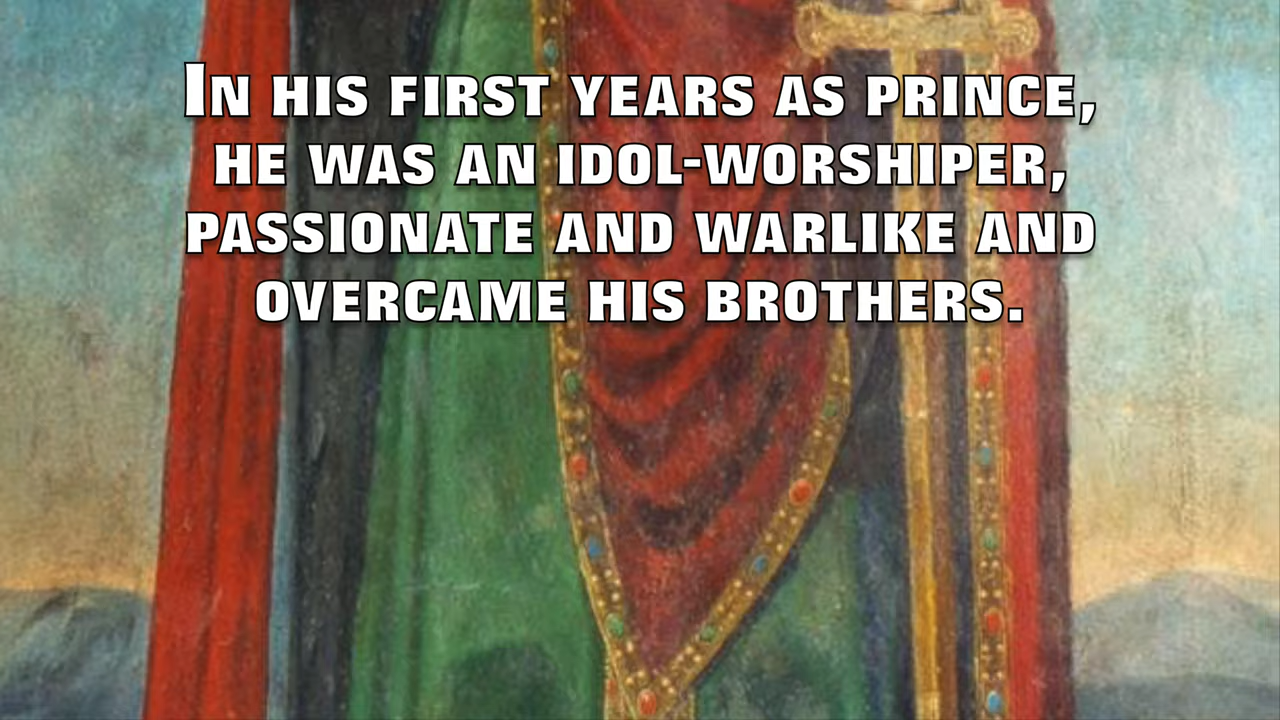 In his first years as prince,
he was an idol-worshiper,
passionate and warlike and
overcame his brothers.